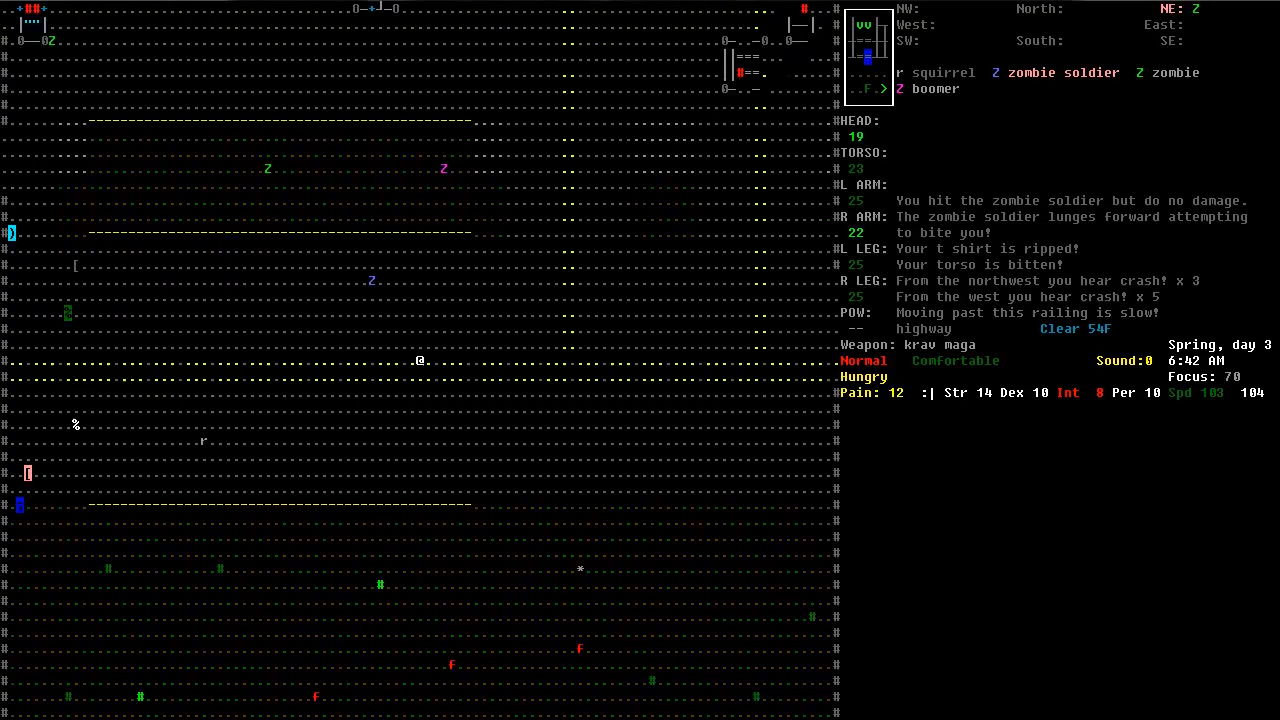 NW: North: NE: Z
West: East:
SW: South: SE:
r squirrel Z zombie soldier Z zombie
Z boomer
HEAD:
19
TORSO:
23
L ARM:
25 You hit the zombie soldier but do no damage.
R ARM: The zombie soldier lunges forward attempting
22 to bite you!
L LEG: Your t shirt is ripped!
25 Your torso is bitten!
R LEG: From the northwest you hear crash! x 3
25 From the west you hear crash! x 5
POW: Moving past this railing is slow!
-- highway Clear 54F
Weapon: krav maga Spring, day 3
Normal Comfortable Sound:0 6:42 AM
Hungry Focus: 70
Pain: 12 :| Str 14 Dex 10 Int 8 Per 10 Spd 103 104